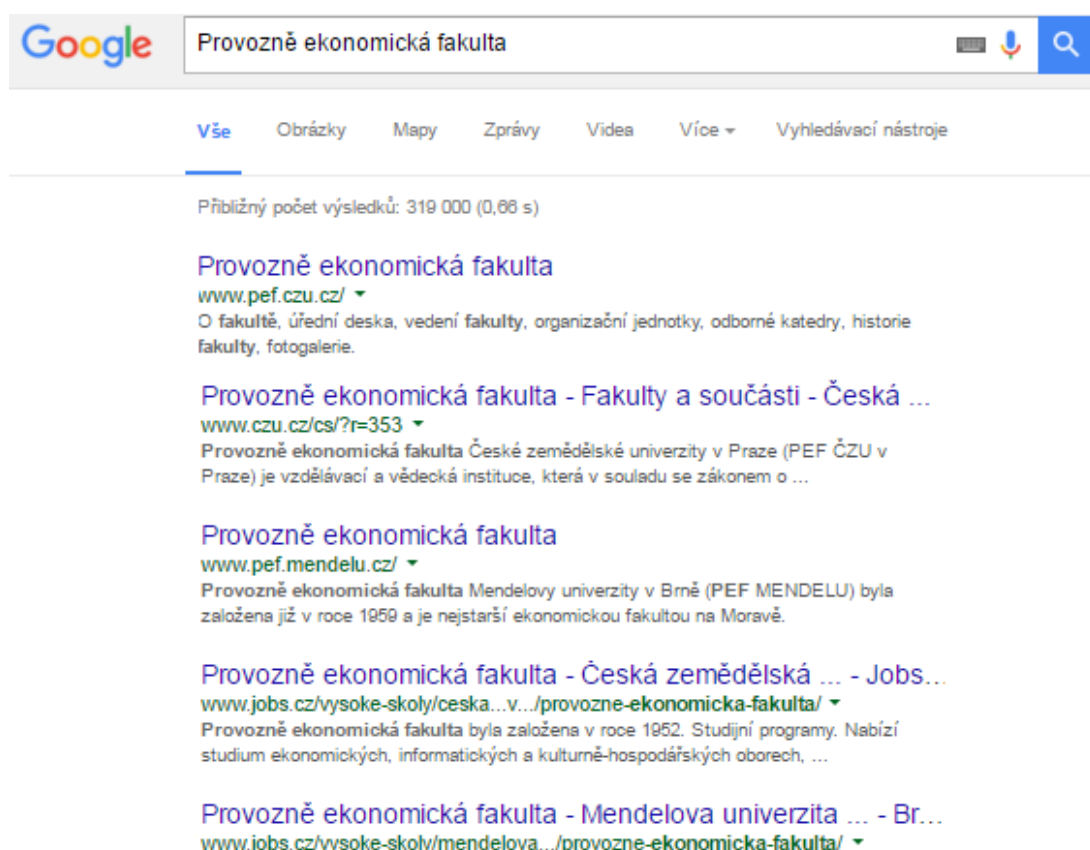 Google
Provozně ekonomická fakulta
Vše Obrázky Mapy Zprávy Videa Více Vyhledávací nástroje
Přibližný počet výsledků: 319 000 (0,66 s)
Provozně ekonomická fakulta
www.pef.czu.cz/
O fakultě, úřední deska, vedení fakulty, organizační jednotky, odborné katedry, historie
fakulty, fotogalerie.
Provozně ekonomická fakulta - Fakulty a součásti - Česká ...
www.czu.cz/cs/?r=353
Provozně ekonomická fakulta České zemědělské univerzity v Praze (PEF ČZU v
Praze) je vzdělávací a vědecká instituce, která v souladu se zákonem o ...
Provozně ekonomická fakulta
www.pef.mendelu.cz/
Provozně ekonomická fakulta Mendelovy univerzity v Brně (PEF MENDELU) byla
založena již v roce 1959 a je nejstarší ekonomickou fakultou na Moravě.
Provozně ekonomická fakulta - Česká zemědělská ... - Jobs...
www.jobs.cz/vysoke-skoly/ceska...v.../provozne-ekonomicka-fakulta/
Provozně ekonomická fakulta byla založena v roce 1952. Studijní programy. Nabízí
studium ekonomických, informatických a kulturně-hospodářských oborech, ...
Provozně ekonomická fakulta - Mendelova univerzita ... - Br...
www.jobs.cz/vysoke-skoly/mendelova.../provozne-ekonomicka-fakulta/